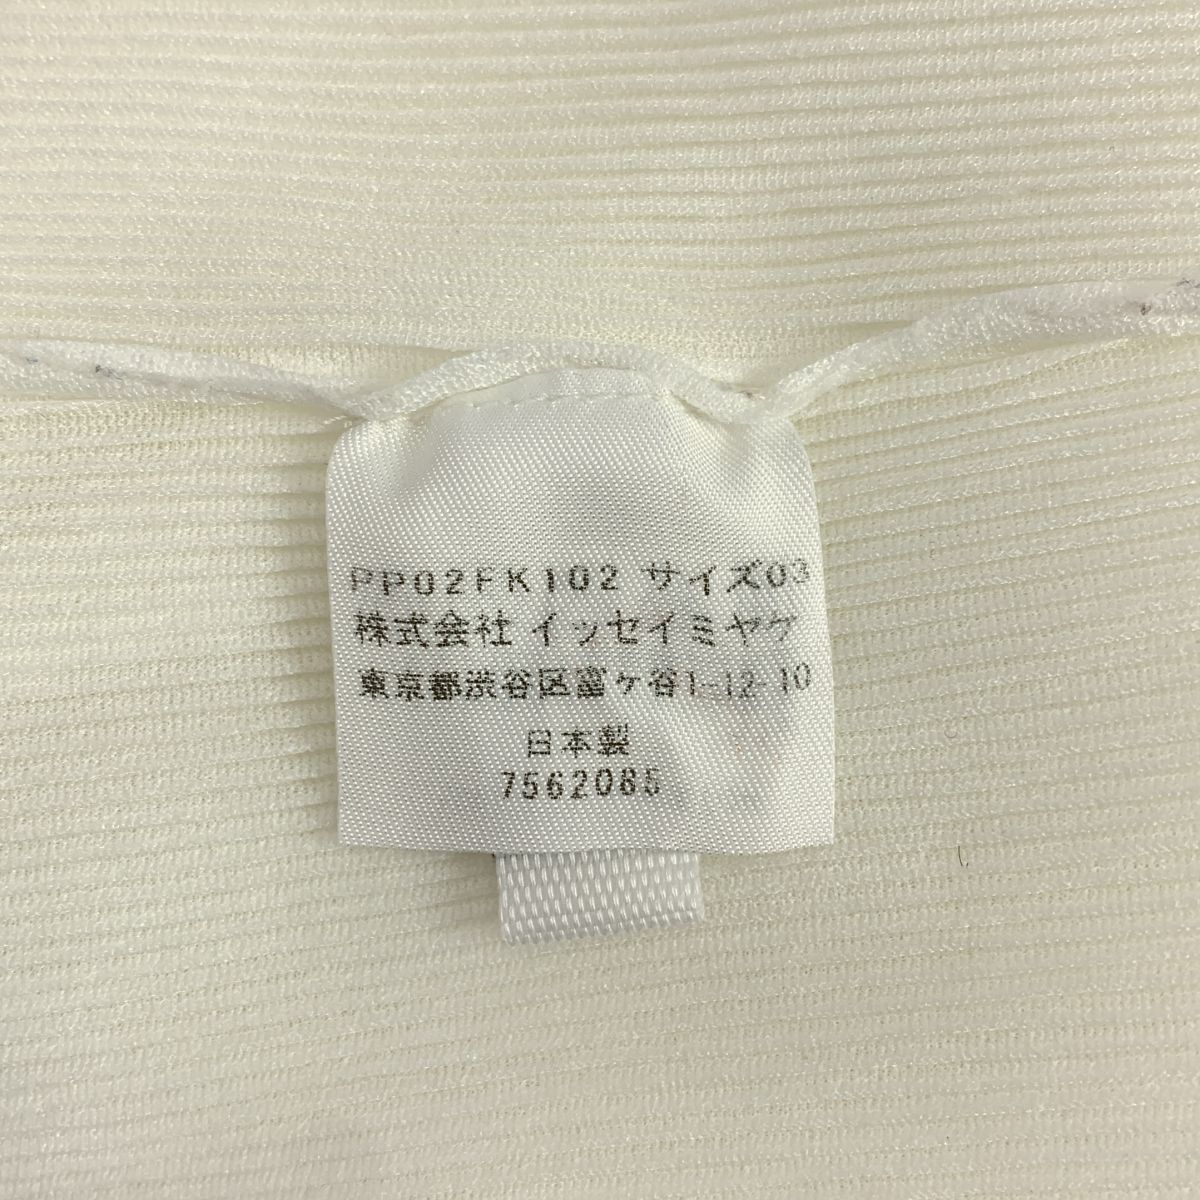 PP02FK102 サイズ03
株式会社 イッセイミヤケ
東京都渋谷区富ヶ谷1-12-10
日本製
7562085